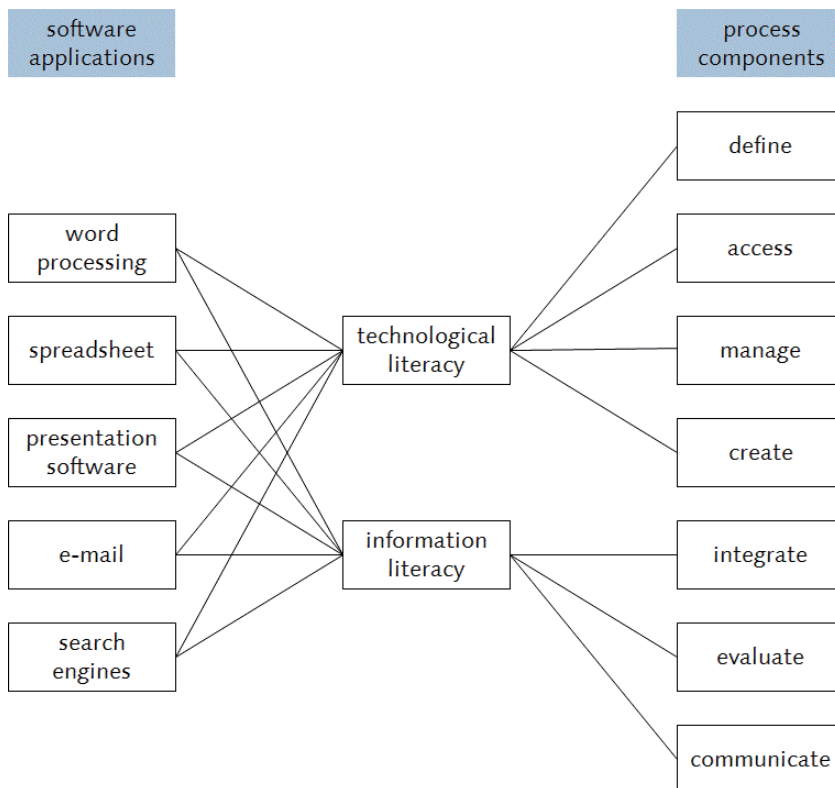 software
applications
process
components
define
word
processing
access
spreadsheet
technological
literacy
manage
presentation
software
create
e-mail
information
literacy
integrate
search
engines
evaluate
communicate